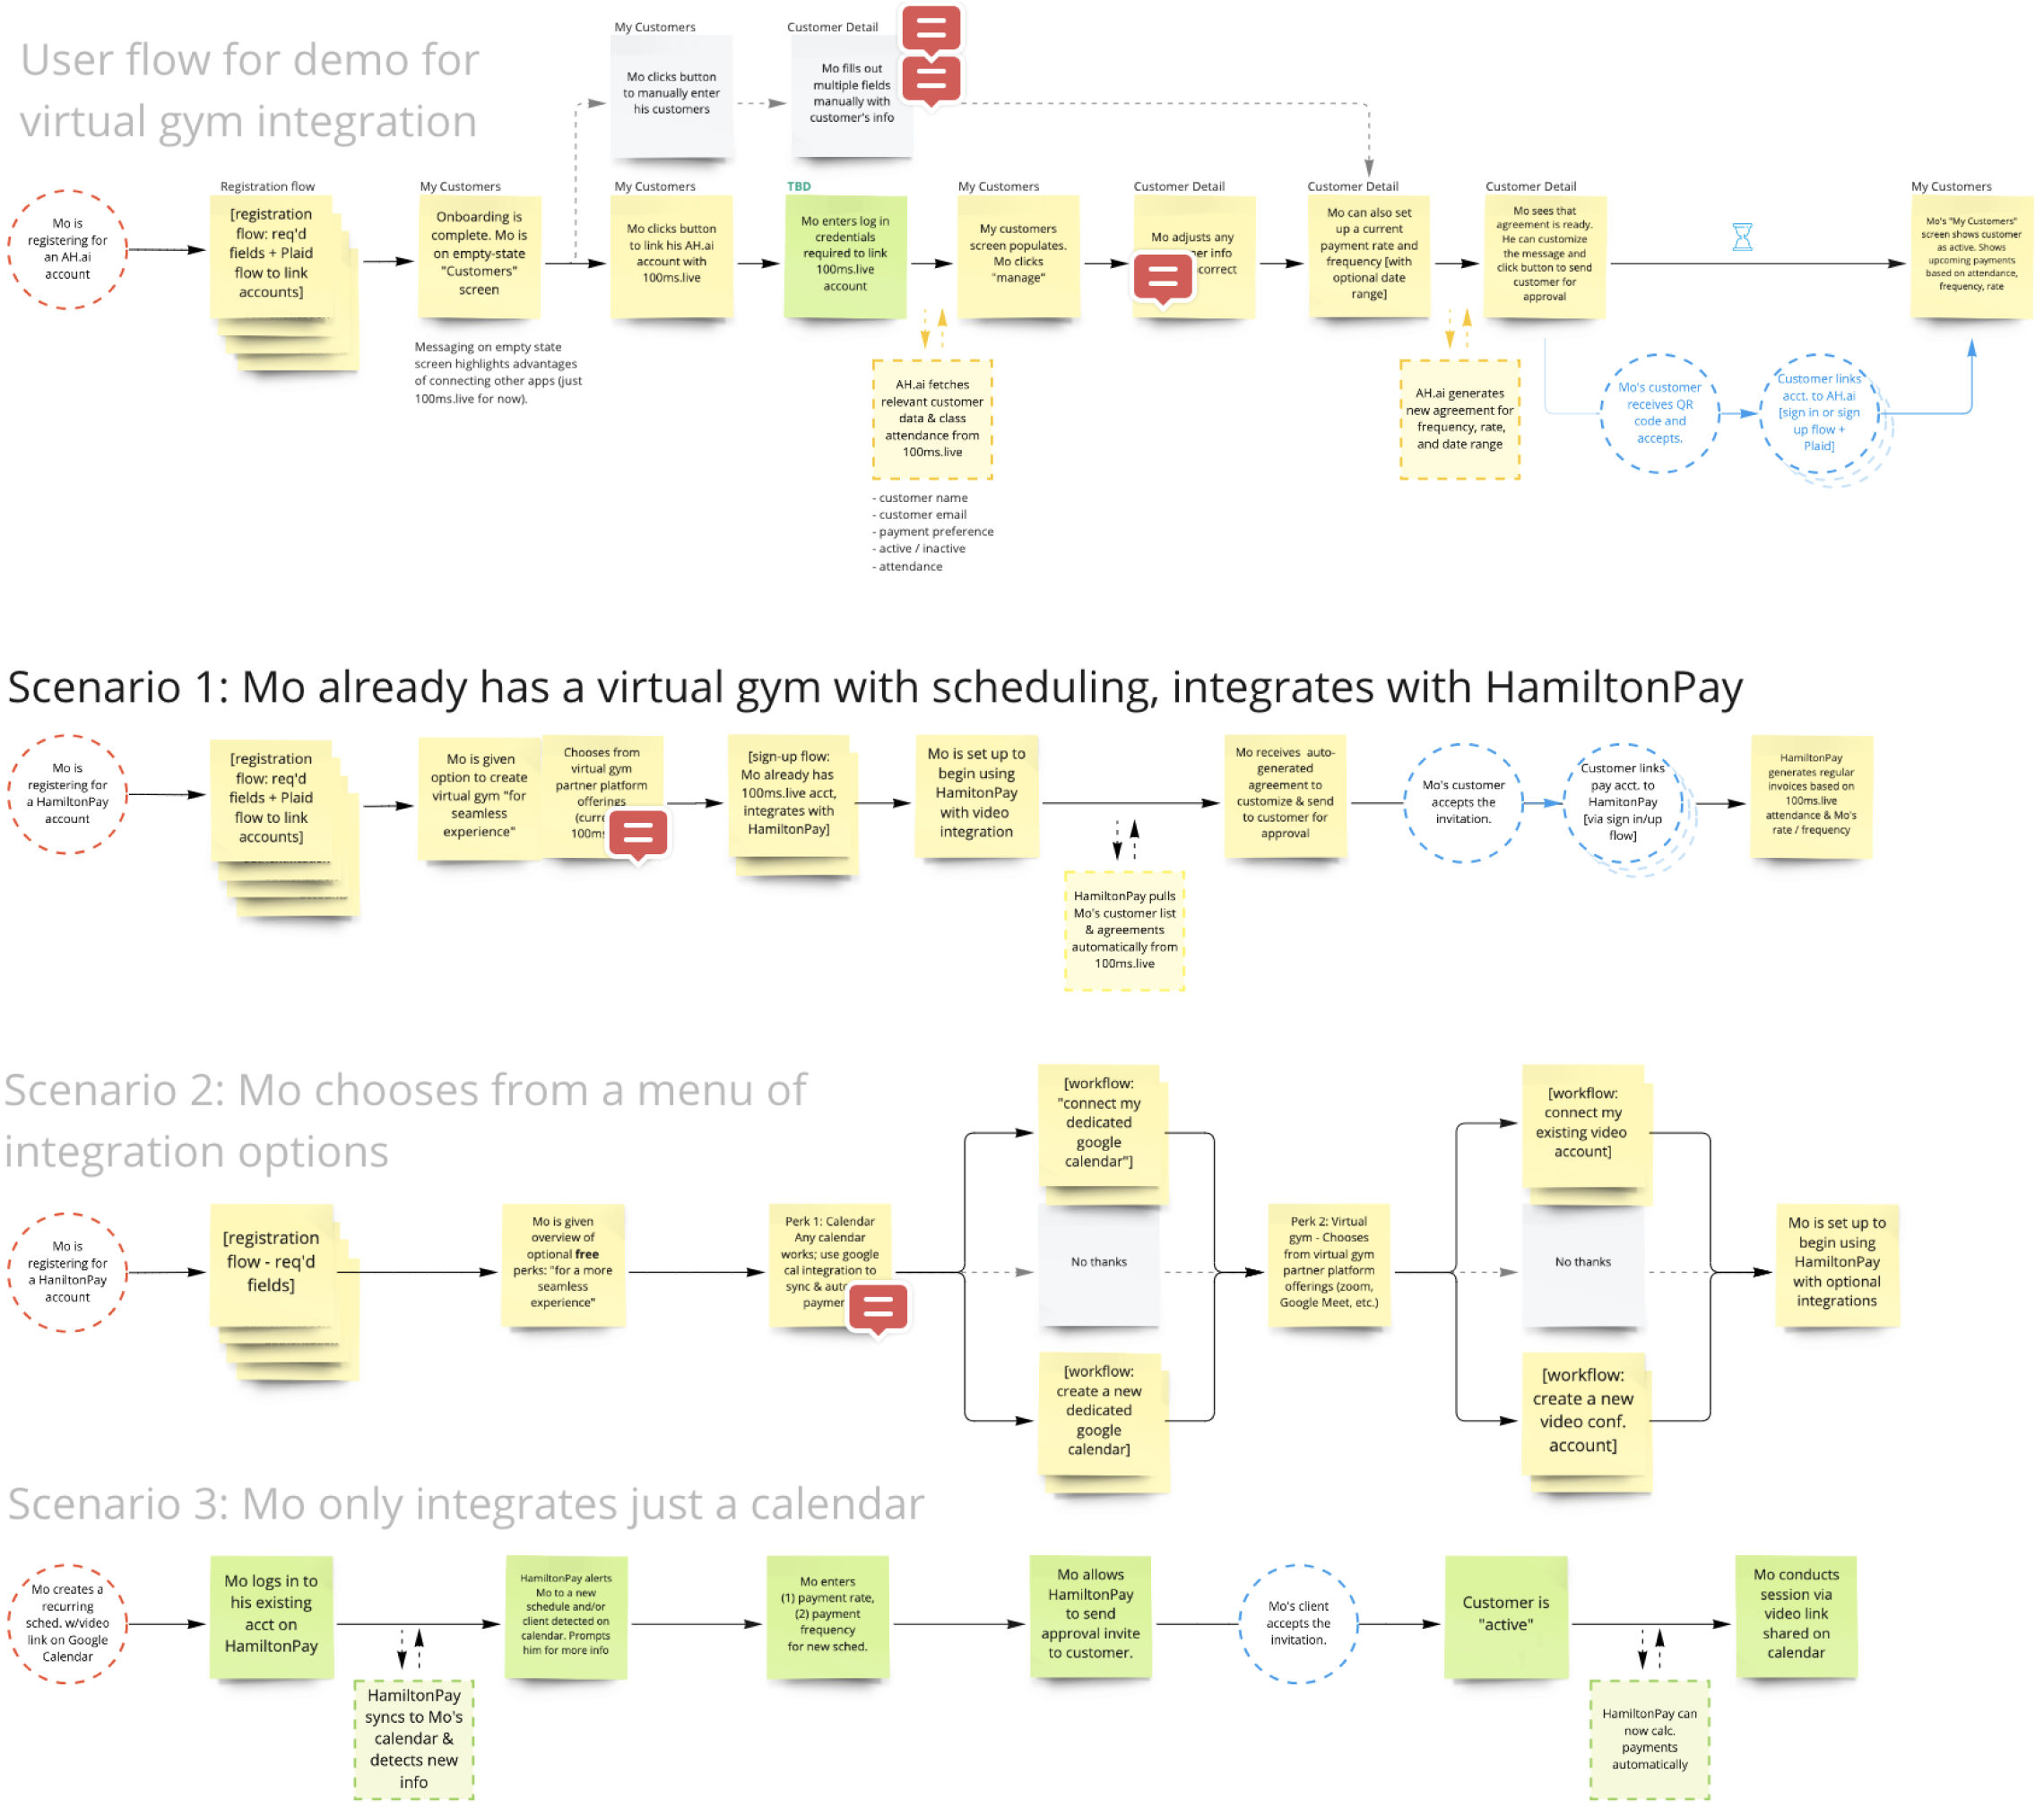 User flow for demo for
virtual gym integration
My Customers
Mo clicks button
to manually enter
his customers
Customer Detail
Mo fills out
multiple fields
manually with
customer's info
Mo is
registering for
an AH.ai
account
Registration flow
[registration
flow: req'd
fields + Plaid
flow to link
accounts]
My Customers
Onboarding is
complete. Mo is
on empty-state
"Customers"
screen
Messaging on empty state
screen highlights advantages
of connecting other apps (just
100ms.live for now).
My Customers
Mo clicks button
to link his AH.ai
account with
100ms.live
TBD
Mo enters log in
credentials
required to link
100ms.live
account
AH.ai fetches
relevant customer
data & class
attendance from
100ms.live
- customer name
- customer email
- payment preference
- active / inactive
- attendance
My Customers
My customers
screen populates.
Mo clicks
"manage"
Customer Detail
Mo adjusts any
info
Customer Detail
Mo can also set
up a current
payment rate and
frequency [with
optional date
range]
AH.ai generates
new agreement for
frequency, rate,
and date range
Customer Detail
Mo sees that
agreement is ready.
He can customize
the message and
click button to send
customer for
approval
Mo's customer
receives QR
code and
accepts.
Customer links
acct. to AH.ai
[sign in or sign
up flow +
Plaid]
My Customers
Mo's "My Customers"
screen shows customer
as active. Shows
upcoming payments
based on attendance,
frequency, rate
Scenario 1: Mo already has a virtual gym with scheduling, integrates with HamiltonPay
Mo is
registering for
a HamiltonPay
account
[registration
flow: req'd
fields + Plaid
flow to link
accounts]
Mo is given
option to create
virtual gym "for
seamless
experience"
Chooses from
virtual gym
partner platform
offerings
[sign-up flow:
Mo already has
100ms.live acct,
integrates with
HamiltonPay]
Mo is set up to
begin using
HamitonPay
with video
integration
HamiltonPay pulls
Mo's customer list
& agreements
automatically from
100ms.live
Mo receives auto-
generated
agreement to
customize & send
to customer for
approval
Mo's customer
accepts the
invitation.
Customer links
pay acct. to
HamitonPay
[via sign in/up
flow]
HamiltonPay
generates regular
invoices based on
100ms.live
attendance & Mo's
rate / frequency
Scenario 2: Mo chooses from a menu of
integration options
Mo is
registering for
a HaniltonPay
account
[registration
flow - req'd
fields]
Mo is given
overview of
optional free
perks: "for a more
seamless
experience"
Perk 1: Calendar
Any calendar
works; use google
cal integration to
sync &
[workflow:
"connect my
dedicated
google
calendar"]
No thanks
[workflow:
create a new
dedicated
google
calendar]
Perk 2: Virtual
gym - Chooses
from virtual gym
partner platform
offerings (zoom,
Google Meet, etc.)
[workflow:
connect my
existing video
account]
No thanks
[workflow:
create a new
video conf.
account]
Mo is set up to
begin using
HamiltonPay
with optional
integrations
Scenario 3: Mo only integrates just a calendar
Mo creates a
recurring
sched. w/video
link on Google
Calendar
Mo logs in to
his existing
acct on
HamiltonPay
HamiltonPay
syncs to Mo's
calendar &
detects new
info
HamiltonPay alerts
Mo to a new
schedule and/or
client detected on
calendar. Prompts
him for more info
Mo enters
(1) payment rate,
(2) payment
frequency
for new sched.
Mo allows
HamiltonPay
to send
approval invite
to customer.
Mo's client
accepts the
invitation.
Customer is
"active"
HamiltonPay can
now calc.
payments
automatically
Mo conducts
session via
video link
shared on
calendar